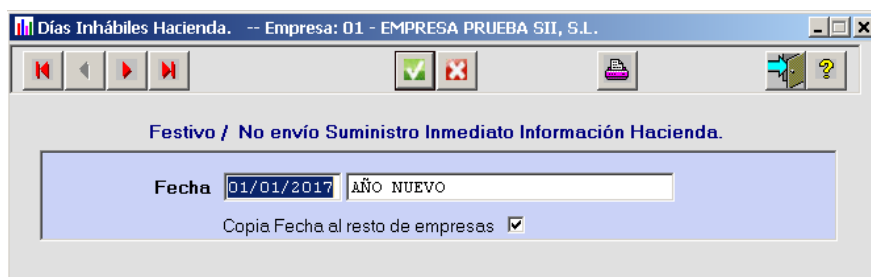 Días Inhábiles Hacienda. -- Empresa: 01 - EMPRESA PRUEBA SII, S.L.
?
Festivo / No envío Suministro Inmediato Información Hacienda.
Fecha 01/01/2017 AÑO NUEVO
Copia Fecha al resto de empresas